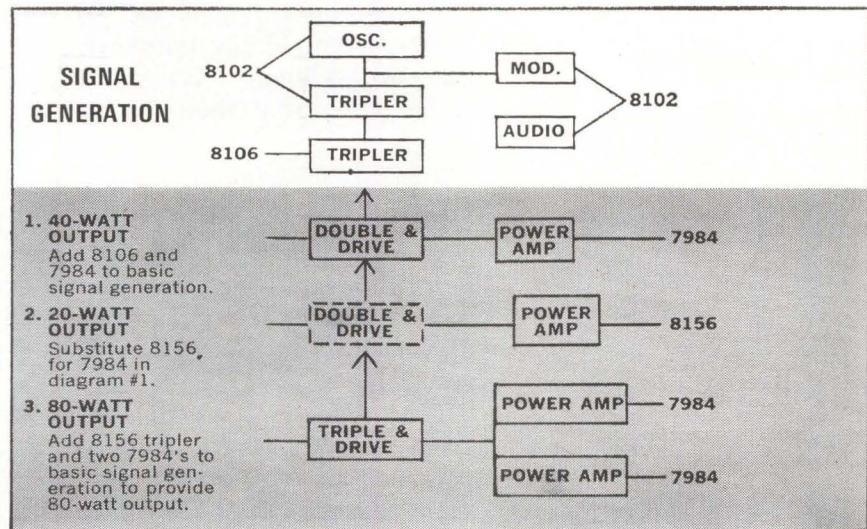 SIGNAL
GENERATION
OSC.
8102
TRIPLER
MOD.
8102
AUDIO
8106
TRIPLER
1. 40-WATT
OUTPUT
Add 8106 and
7984 to basic
signal generation.
DOUBLE &
DRIVE
POWER
AMP
7984
2. 20-WATT
OUTPUT
Substitute 8156
for 7984 in
diagram #1.
DOUBLE &
DRIVE
POWER
AMP
8156
3. 80-WATT
OUTPUT
Add 8156 tripler
and two 7984's to
basic signal gen-
eration to provide
80-watt output.
TRIPLE &
DRIVE
POWER AMP
7984
POWER AMP
7984